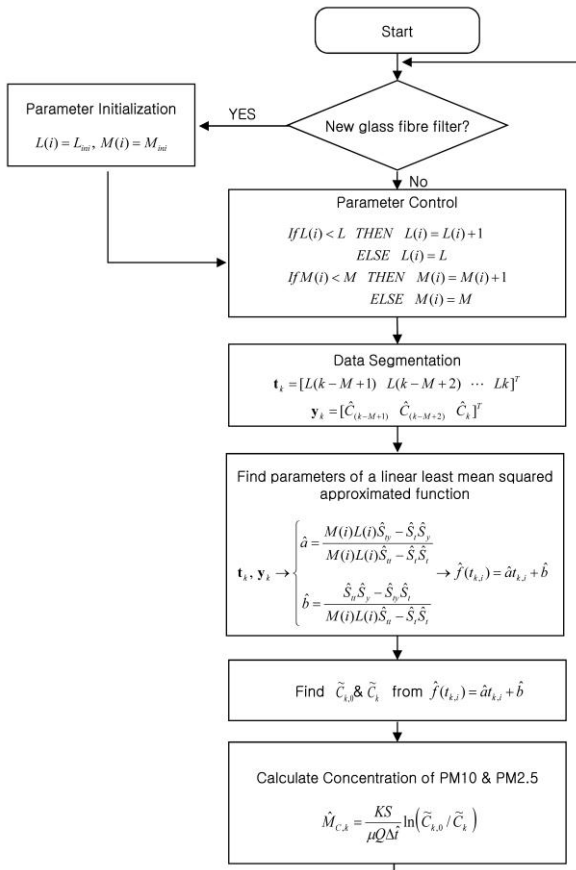 Start
New glass fibre filter?
YES
No
Parameter Initialization
L(i) = L_ini, M(i) = M_ini
Parameter Control
If L(i) < L THEN L(i) = L(i)+1
ELSE L(i) = L
If M(i) < M THEN M(i) = M(i)+1
ELSE M(i) = M
Data Segmentation
t_k = [L(k−M+1) L(k−M+2) ⋯ Lk]^T
y_k = [Ĉ_(k−M+1) Ĉ_(k−M+2) Ĉ_k]^T
Find parameters of a linear least mean squared
approximated function
t_k, y_k → { â = (M(i)L(i)Ŝ_ty − Ŝ_tŜ_y) / (M(i)L(i)Ŝ_tt − Ŝ_tŜ_t)
b̂ = (Ŝ_ttŜ_y − Ŝ_tyŜ_t) / (M(i)L(i)Ŝ_tt − Ŝ_tŜ_t) → f̂(t_k,i) = ât_k,i + b̂
Find C̃_k,0 & C̃_k from f̂(t_k,i) = ât_k,i + b̂
Calculate Concentration of PM10 & PM2.5
M̂_C,k = KS / (μQΔt̂) ln(C̃_k,0 / C̃_k)